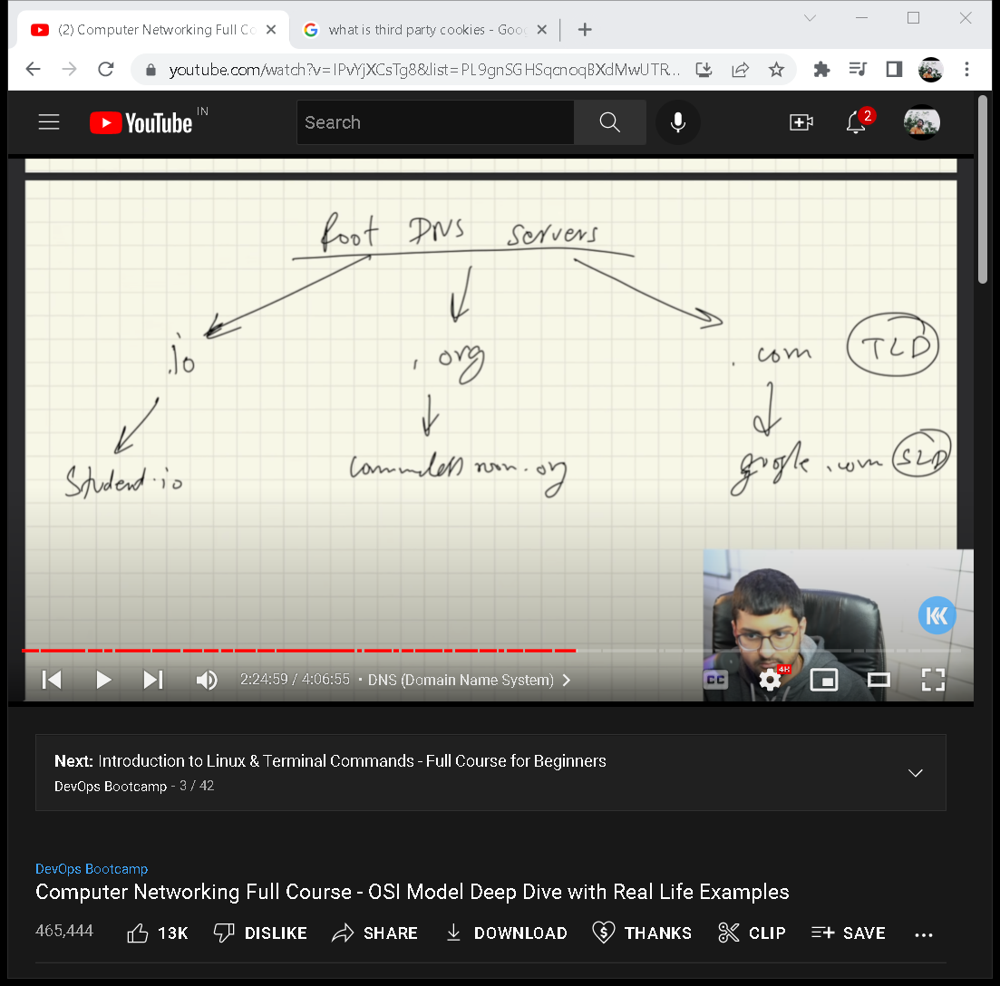 (2) Computer Networking Full Co
what is third party cookies - Goo
youtube.com/watch?v=IPvYjXCsTg8&list=PL9gnSGHSqcnoqBXdMwUTR...
YouTube IN
Search
2
Root DNS servers
.io
. org
. com TLD
Student.io
google.com SLD
2:24:59 / 4:06:55 • DNS (Domain Name System)
CC
4K
Next: Introduction to Linux & Terminal Commands - Full Course for Beginners
DevOps Bootcamp - 3 / 42
DevOps Bootcamp
Computer Networking Full Course - OSI Model Deep Dive with Real Life Examples
465,444 13K DISLIKE SHARE DOWNLOAD THANKS CLIP SAVE ...